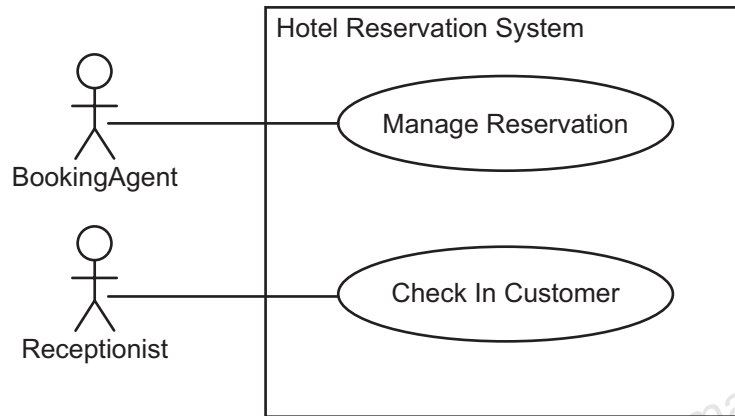 Hotel Reservation System
Manage Reservation
BookingAgent
Check In Customer
Receptionist